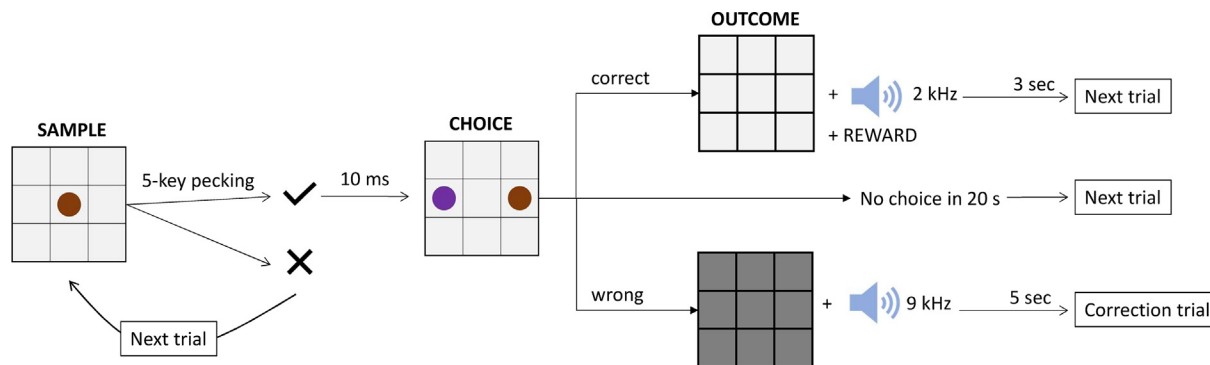 OUTCOME
correct
+ 2 kHz
3 sec
Next trial
+ REWARD
SAMPLE
CHOICE
5-key pecking
10 ms
No choice in 20 s
Next trial
wrong
+ 9 kHz
5 sec
Correction trial
Next trial